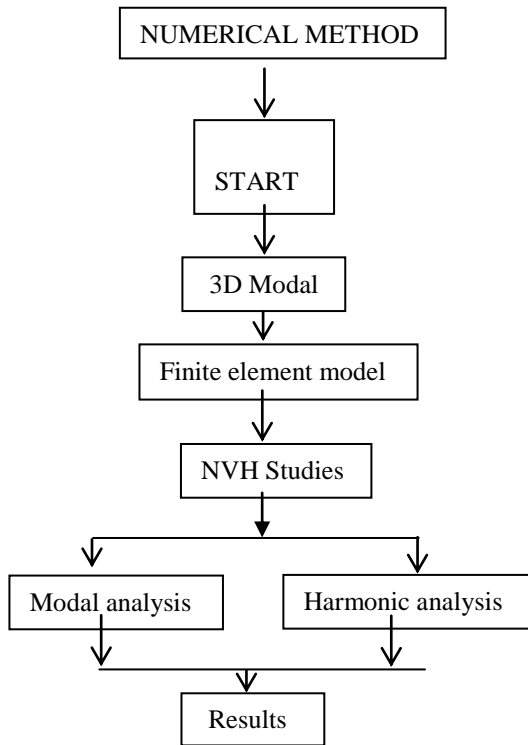 NUMERICAL METHOD
START
3D Modal
Finite element model
NVH Studies
Modal analysis
Harmonic analysis
Results